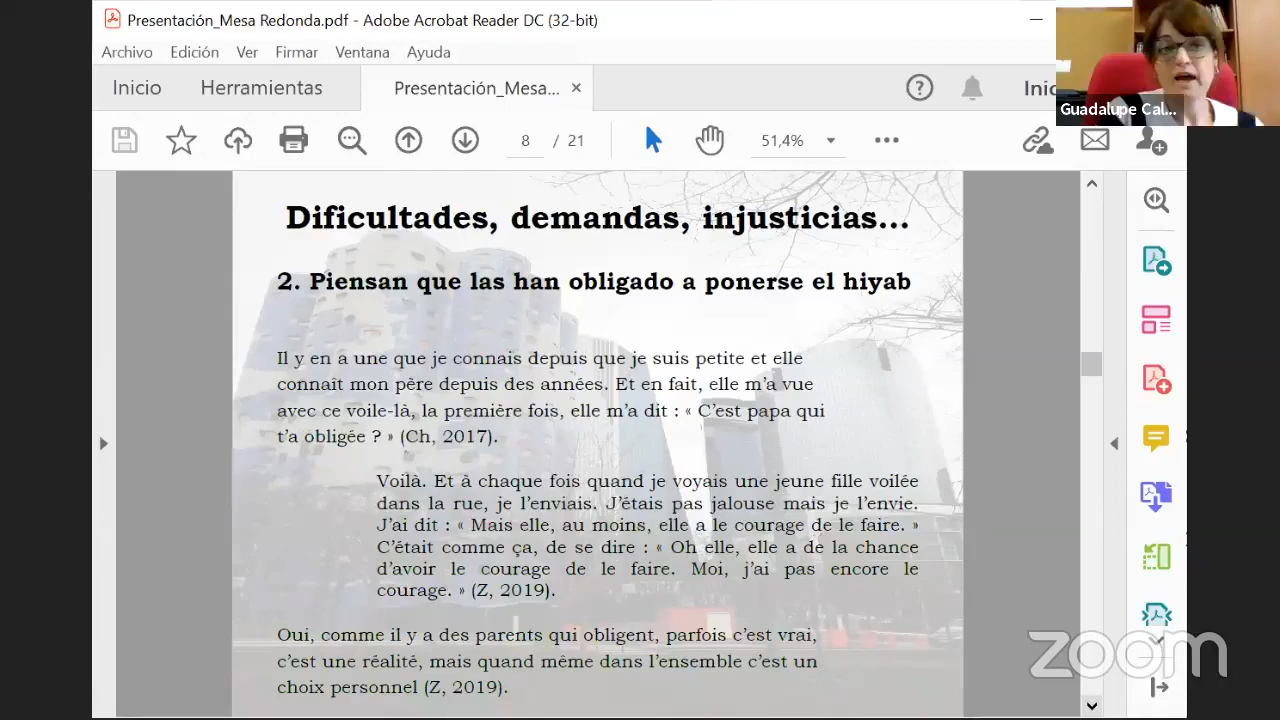 Presentación_Mesa Redonda.pdf - Adobe Acrobat Reader DC (32-bit)
Archivo Edición Ver Firmar Ventana Ayuda
Inicio Herramientas Presentación_Mesa... Inic
8 / 21 51,4%
Guadalupe Cal...
Dificultades, demandas, injusticias...
2. Piensan que las han obligado a ponerse el hiyab
Il y en a une que je connais depuis que je suis petite et elle
connaît mon père depuis des années. Et en fait, elle m’a vue
avec ce voile-là, la première fois, elle m’a dit : « C’est papa qui
t’a obligée ? » (Ch, 2017).
Voilà. Et à chaque fois quand je voyais une jeune fille voilée
dans la rue, je l’enviais. J’étais pas jalouse mais je l’envie.
J’ai dit : « Mais elle, au moins, elle a le courage de le faire. »
C’était comme ça, de se dire : « Oh elle, elle a de la chance
d’avoir le courage de le faire. Moi, j’ai pas encore le
courage. » (Z, 2019).
Oui, comme il y a des parents qui obligent, parfois c’est vrai,
c’est une réalité, mais quand même dans l’ensemble c’est un
choix personnel (Z, 2019).
zoom